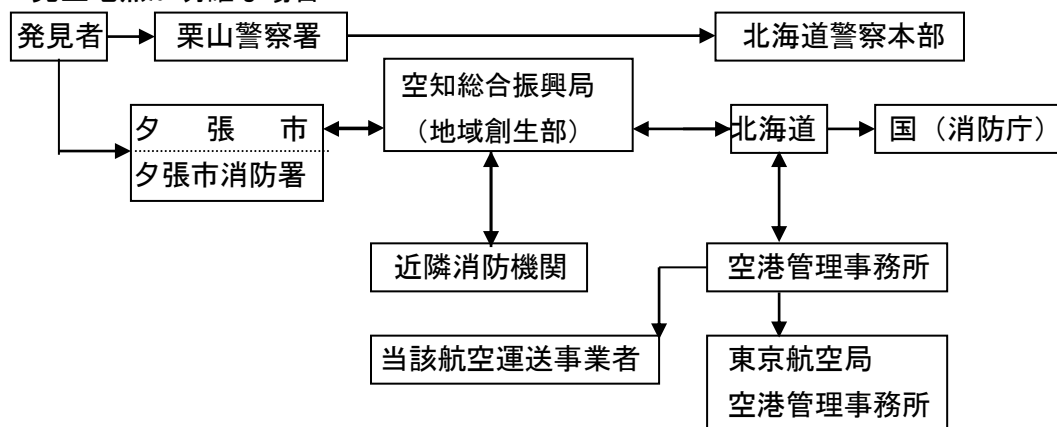 発見者
栗山警察署
北海道警察本部
空知総合振興局
（地域創生部）
夕　張　市
夕張市消防署
北海道
国（消防庁）
近隣消防機関
空港管理事務所
当該航空運送事業者
東京航空局
空港管理事務所